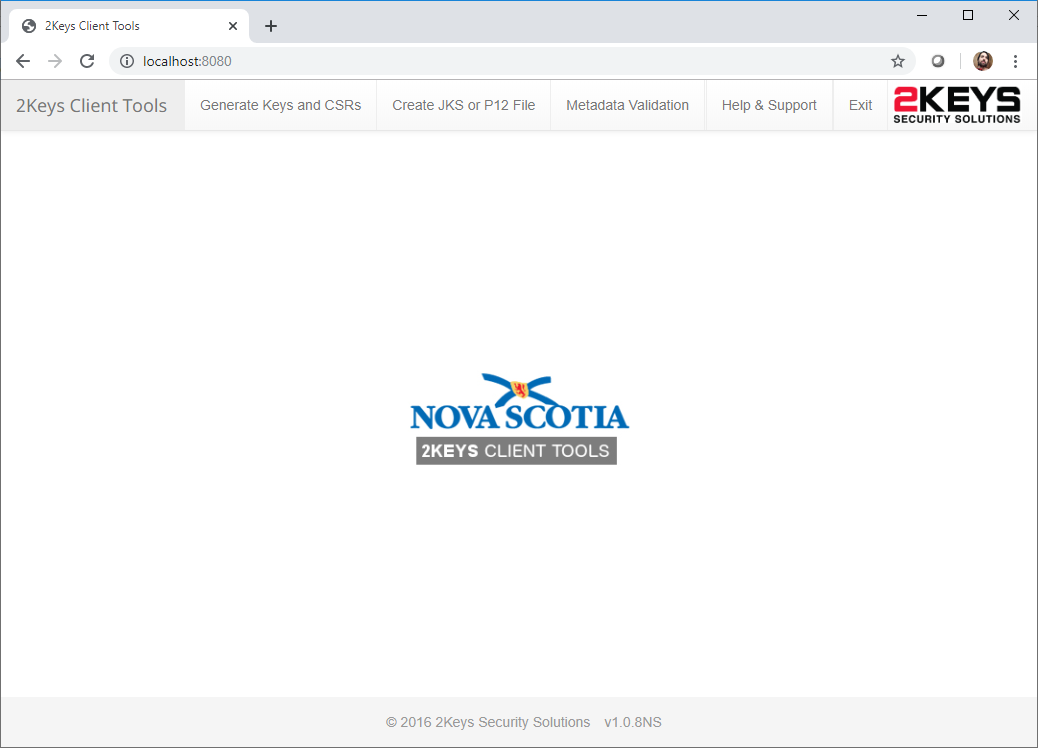 2Keys Client Tools
localhost:8080
2Keys Client Tools Generate Keys and CSRs Create JKS or P12 File Metadata Validation Help & Support Exit 2KEYS
SECURITY SOLUTIONS
NOVA SCOTIA
2KEYS CLIENT TOOLS
© 2016 2Keys Security Solutions v1.0.8NS